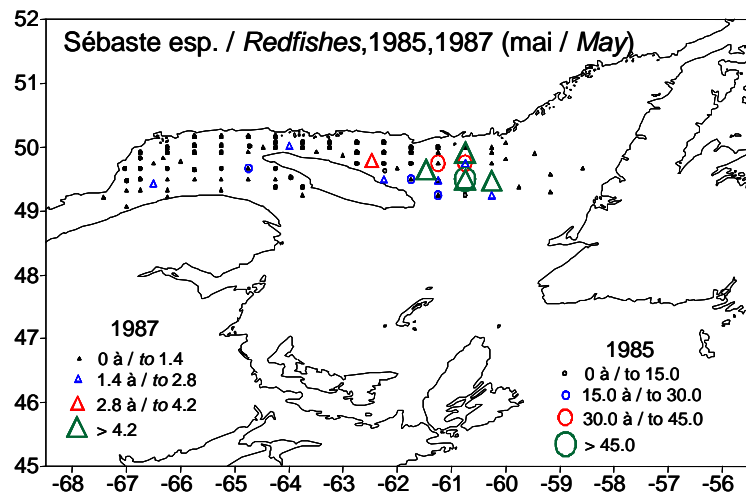 Sébaste esp. / Redfishes,1985,1987 (mai / May)
52
51
50
49
48
47
46
45
1987
0 à / to 1.4
1.4 à / to 2.8
2.8 à / to 4.2
> 4.2
1985
0 à / to 15.0
15.0 à / to 30.0
30.0 à / to 45.0
> 45.0
-68 -67 -66 -65 -64 -63 -62 -61 -60 -59 -58 -57 -56